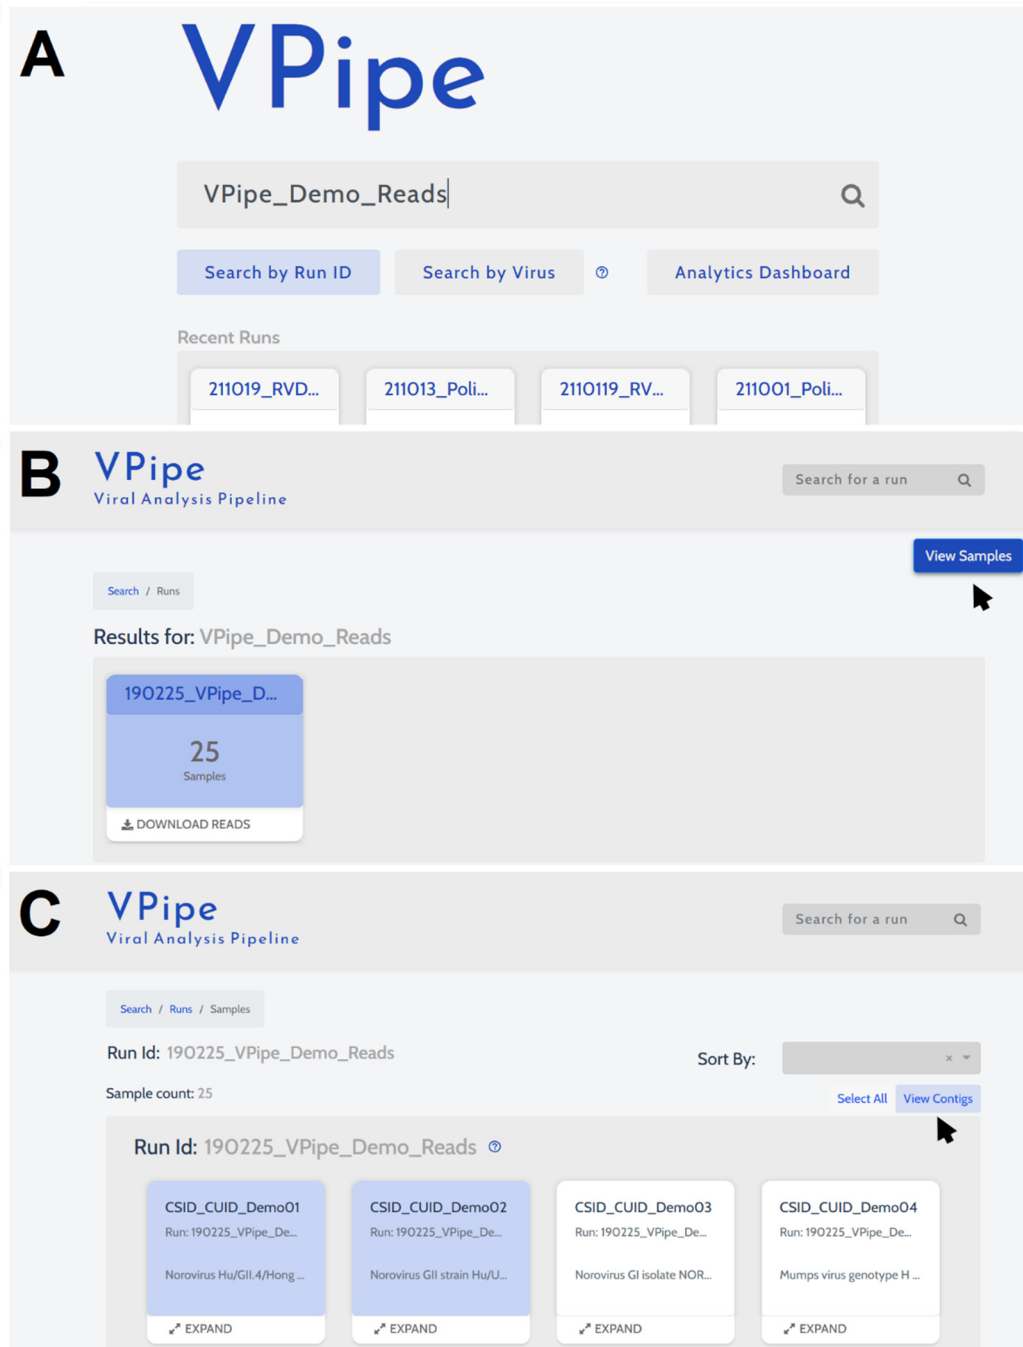 A
VPipe
VPipe_Demo_Reads
Search by Run ID
Search by Virus
Analytics Dashboard
Recent Runs
211019_RVD...
211013_Poli...
2110119_RV...
211001_Poli...
B
VPipe
Viral Analysis Pipeline
Search for a run
View Samples
Search / Runs
Results for: VPipe_Demo_Reads
190225_VPipe_D...
25
Samples
DOWNLOAD READS
C
VPipe
Viral Analysis Pipeline
Search for a run
Search / Runs / Samples
Run Id: 190225_VPipe_Demo_Reads
Sort By:
Sample count: 25
Select All
View Contigs
Run Id: 190225_VPipe_Demo_Reads
CSID_CUID_Demo01
Run: 190225_VPipe_De...
Norovirus Hu/GII.4/Hong ...
EXPAND
CSID_CUID_Demo02
Run: 190225_VPipe_De...
Norovirus GII strain Hu/U...
EXPAND
CSID_CUID_Demo03
Run: 190225_VPipe_De...
Norovirus GI isolate NOR...
EXPAND
CSID_CUID_Demo04
Run: 190225_VPipe_De...
Mumps virus genotype H ...
EXPAND